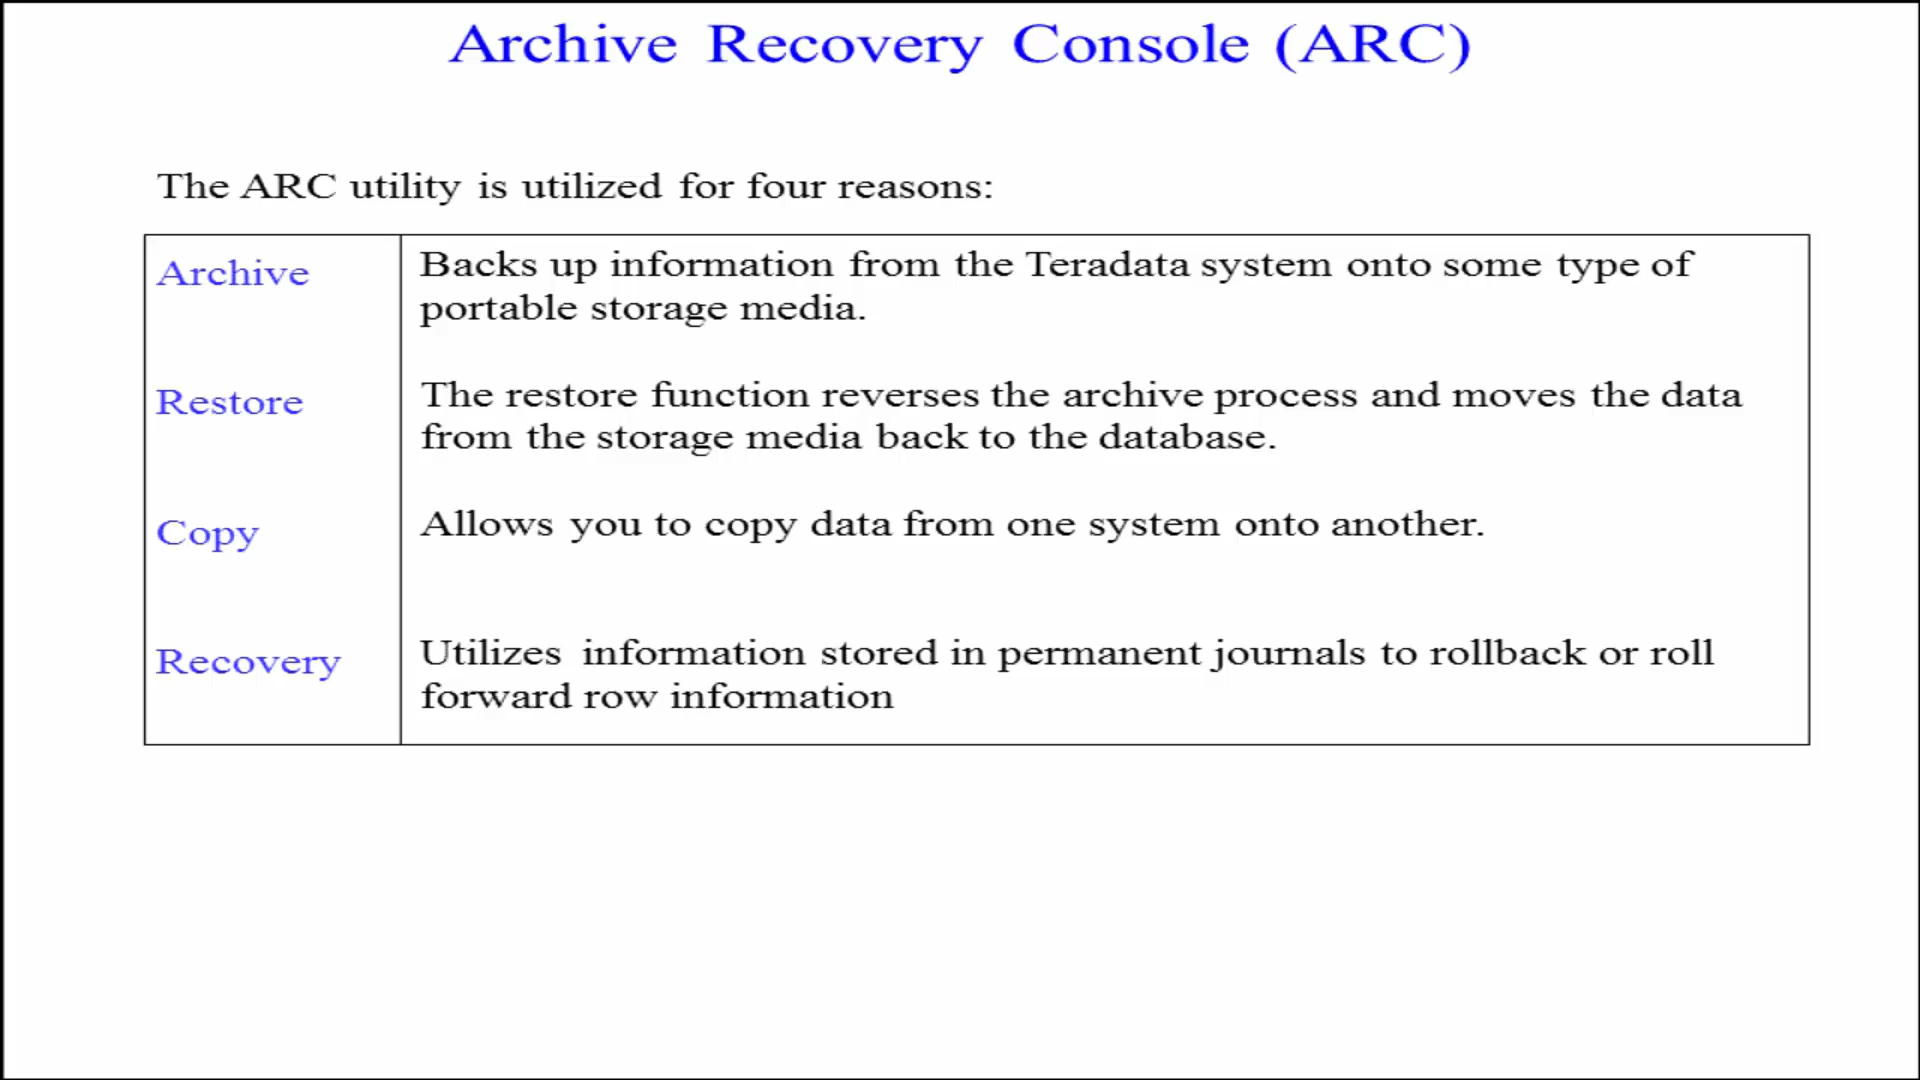 Archive Recovery Console (ARC)
The ARC utility is utilized for four reasons:
Archive
Backs up information from the Teradata system onto some type of
portable storage media.
Restore
The restore function reverses the archive process and moves the data
from the storage media back to the database.
Copy
Allows you to copy data from one system onto another.
Recovery
Utilizes information stored in permanent journals to rollback or roll
forward row information